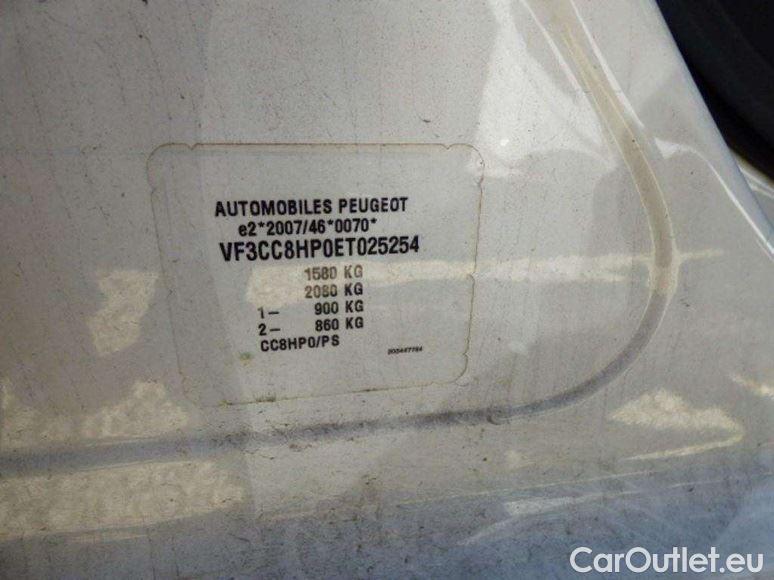 AUTOMOBILES PEUGEOT
e2*2007/46*0070*
VF3CC8HP0ET025254
1580 KG
2080 KG
1- 900 KG
2- 860 KG
CC8HP0/PS
CarOutlet.eu